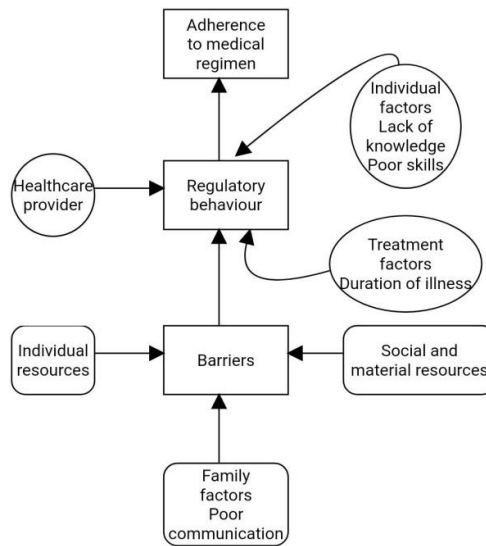 Adherence
to medical
regimen
Individual
factors
Lack of
knowledge
Poor skills
Healthcare
provider
Regulatory
behaviour
Treatment
factors
Duration of illness
Individual
resources
Barriers
Social and
material resources
Family
factors
Poor
communication